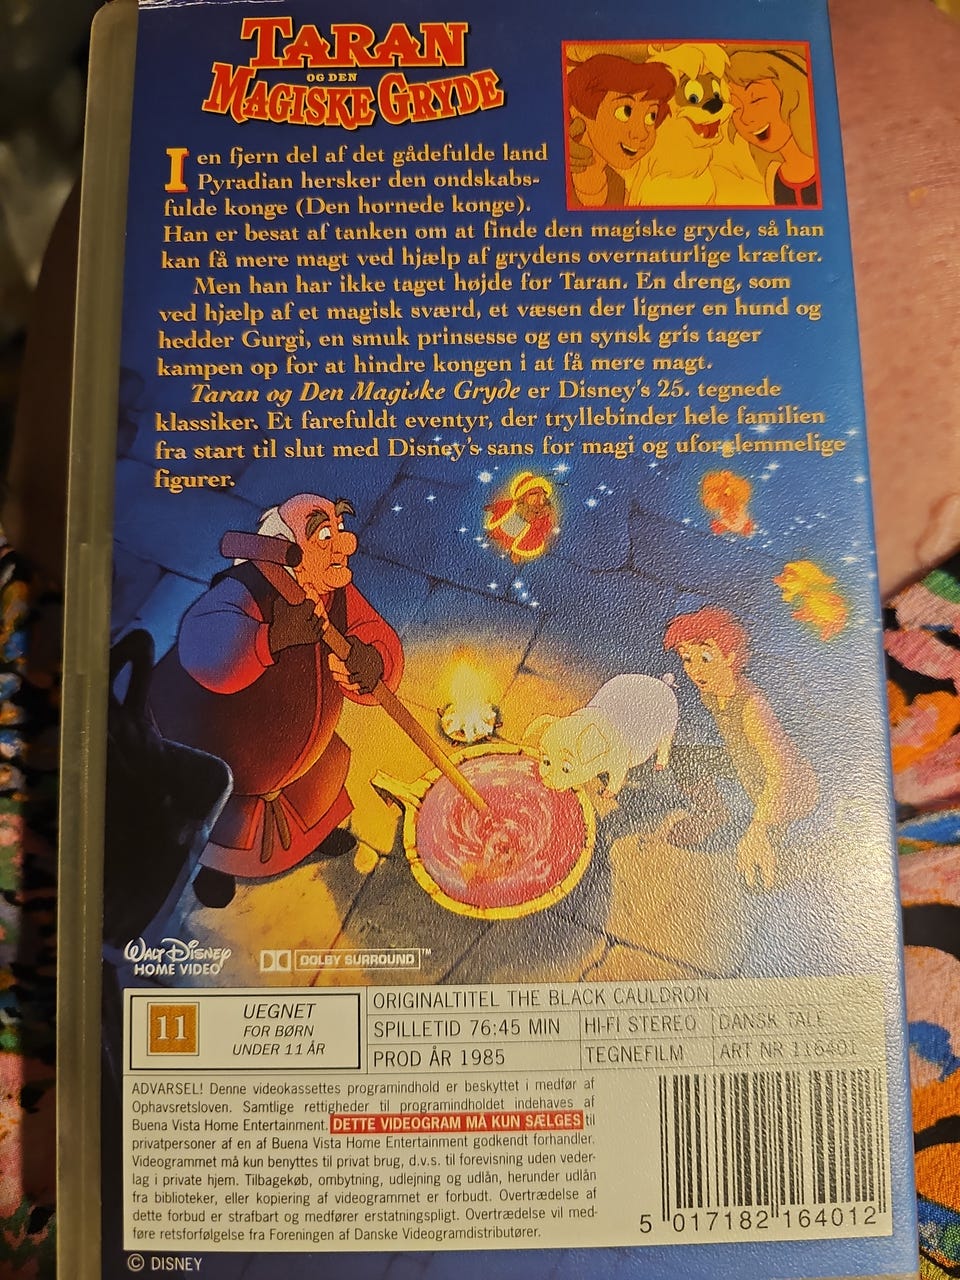 TARAN
OG DEN
MAGISKE GRYDE
I en fjern del af det gådefulde land
Pyradian hersker den ondskabs-
fulde konge (Den hornede konge).
Han er besat af tanken om at finde den magiske gryde, så han
kan få mere magt ved hjælp af grydens overnaturlige kræfter.
Men han har ikke taget højde for Taran. En dreng, som
ved hjælp af et magisk sværd, et væsen der ligner en hund og
hedder Gurgi, en smuk prinsesse og en synsk gris tager
kampen op for at hindre kongen i at få mere magt.
Taran og Den Magiske Gryde er Disney's 25. tegnede
klassiker. Et farefuldt eventyr, der tryllebinder hele familien
fra start til slut med Disney's sans for magi og uforglemmelige
figurer.
WALT DISNEY
HOME VIDEO
DOLBY SURROUND™
11
UEGNET
FOR BØRN
UNDER 11 ÅR
ORIGINALTITEL THE BLACK CAULDRON
SPILLETID 76:45 MIN HI-FI STEREO DANSK TALE
PROD ÅR 1985 TEGNEFILM ART NR 116401
ADVARSEL! Denne videokassettes programindhold er beskyttet i medfør af
Ophavsretsloven. Samtlige rettigheder til programindholdet indehaves af
Buena Vista Home Entertainment. DETTE VIDEOGRAM MÅ KUN SÆLGES til
privatpersoner af en af Buena Vista Home Entertainment godkendt forhandler.
Videogrammet må kun benyttes til privat brug, d.v.s. til forevisning uden veder-
lag i private hjem. Tilbagekøb, ombytning, udlejning og udlån, herunder udlån
fra biblioteker, eller kopiering af videogrammet er forbudt. Overtrædelse af
dette forbud er strafbart og medfører erstatningspligt. Overtrædelse vil med-
føre retsforfølgelse fra Foreningen af Danske Videogramdistributører.
5 017182 164012
© DISNEY